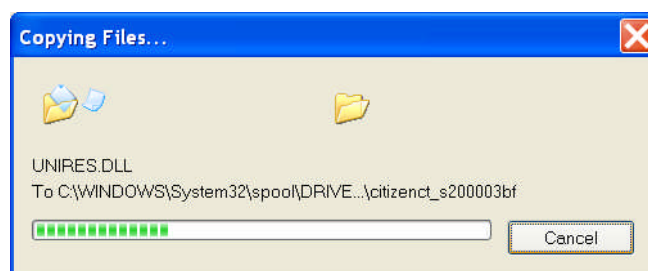 Copying Files...
UNIRES.DLL
To C:\WINDOWS\System32\spool\DRIVE...\citizenct_s200003bf
Cancel